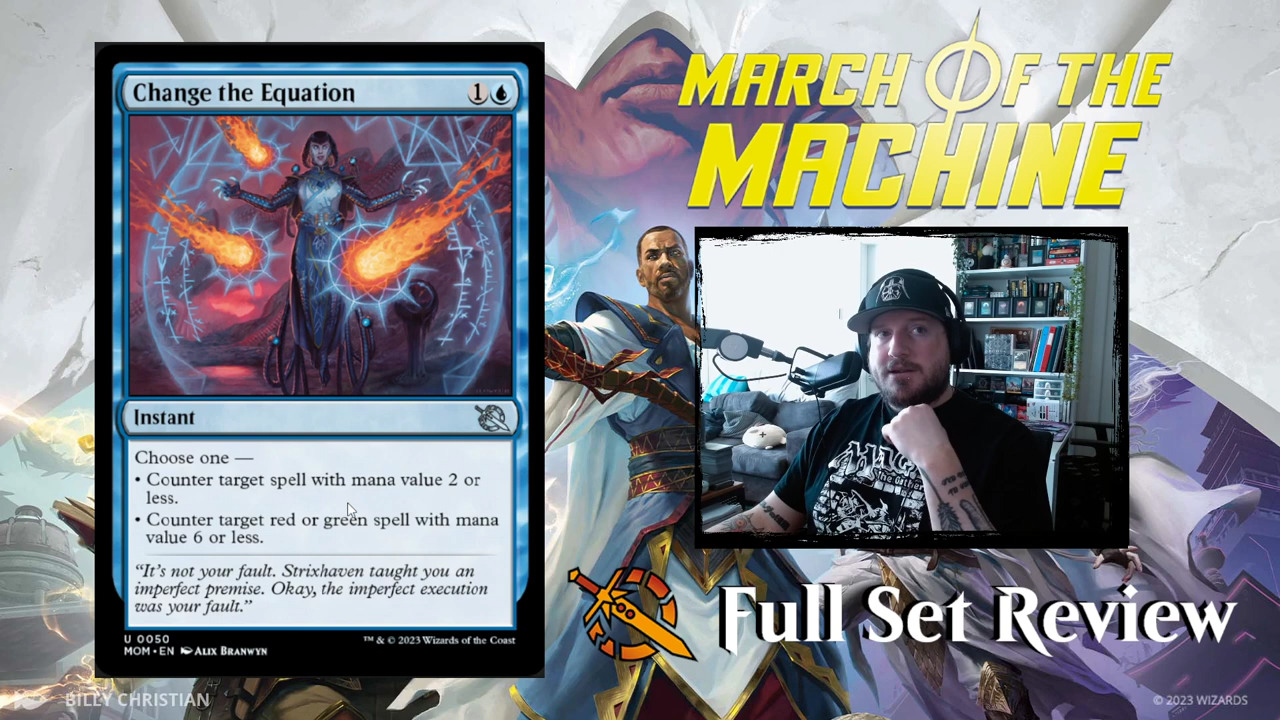 Change the Equation 1
Instant
Choose one —
• Counter target spell with mana value 2 or
less.
• Counter target red or green spell with mana
value 6 or less.
“It’s not your fault. Strixhaven taught you an
imperfect premise. Okay, the imperfect execution
was your fault.”
U 0050
MOM • EN ALIX BRANWYN
™ & © 2023 Wizards of the Coast
MARCH OF THE
MACHINE
Full Set Review
BILLY CHRISTIAN
© 2023 WIZARDS